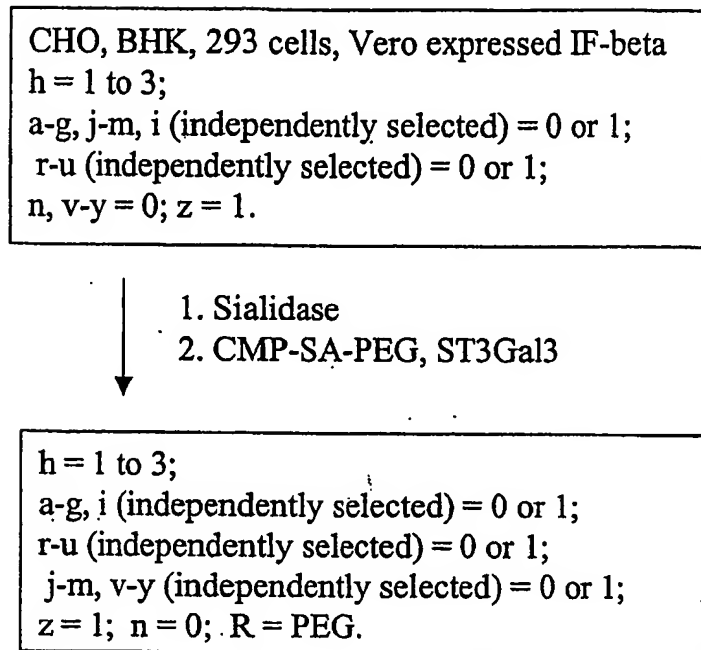 CHO, BHK, 293 cells, Vero expressed IF-beta
h = 1 to 3;
a-g, j-m, i (independently selected) = 0 or 1;
r-u (independently selected) = 0 or 1;
n, v-y = 0; z = 1.
1. Sialidase
2. CMP-SA-PEG, ST3Gal3
h = 1 to 3;
a-g, i (independently selected) = 0 or 1;
r-u (independently selected) = 0 or 1;
j-m, v-y (independently selected) = 0 or 1;
z = 1; n = 0; R = PEG.